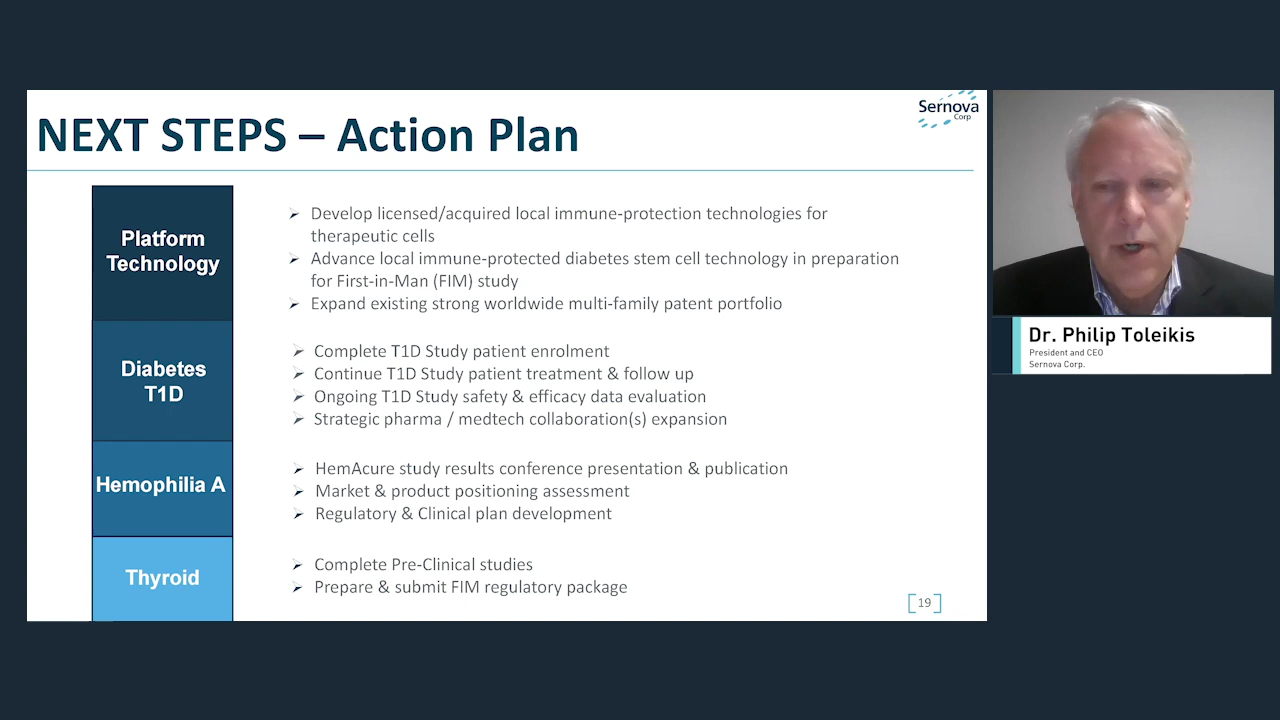 NEXT STEPS – Action Plan
Sernova
Corp
Platform
Technology
➢ Develop licensed/acquired local immune-protection technologies for
therapeutic cells
➢ Advance local immune-protected diabetes stem cell technology in preparation
for First-in-Man (FIM) study
➢ Expand existing strong worldwide multi-family patent portfolio
Diabetes
T1D
➢ Complete T1D Study patient enrolment
➢ Continue T1D Study patient treatment & follow up
➢ Ongoing T1D Study safety & efficacy data evaluation
➢ Strategic pharma / medtech collaboration(s) expansion
Hemophilia A
➢ HemAcure study results conference presentation & publication
➢ Market & product positioning assessment
➢ Regulatory & Clinical plan development
Thyroid
➢ Complete Pre-Clinical studies
➢ Prepare & submit FIM regulatory package
[19]
Dr. Philip Toleikis
President and CEO
Sernova Corp.